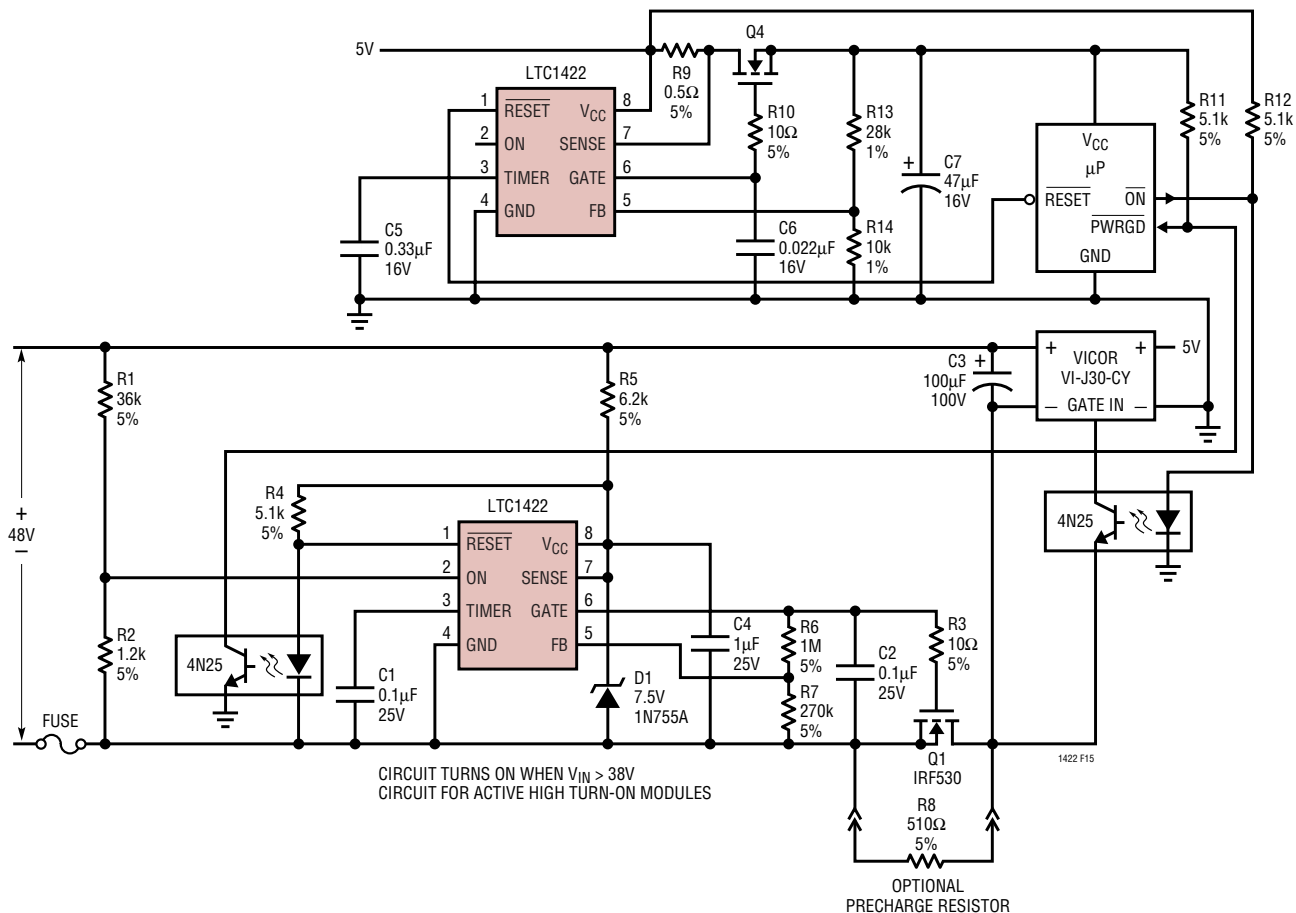 5V
Q4
LTC1422
R9
0.5Ω
5%
1
RESET
VCC
8
2
ON
SENSE
7
3
TIMER
GATE
6
4
GND
FB
5
R10
10Ω
5%
R13
28k
1%
+
C7
47µF
16V
R11
5.1k
5%
R12
5.1k
5%
VCC
µP
RESET
ON
PWRGD
GND
C5
0.33µF
16V
C6
0.022µF
16V
R14
10k
1%
+
48V
–
R1
36k
5%
R5
6.2k
5%
C3
+
100µF
100V
+
+
VICOR
VI-J30-CY
– GATE IN –
5V
R4
5.1k
5%
LTC1422
1
RESET
VCC
8
2
ON
SENSE
7
3
TIMER
GATE
6
4
GND
FB
5
4N25
R2
1.2k
5%
4N25
C1
0.1µF
25V
D1
7.5V
1N755A
C4
1µF
25V
R6
1M
5%
R7
270k
5%
C2
0.1µF
25V
R3
10Ω
5%
FUSE
Q1
IRF530
1422 F15
CIRCUIT TURNS ON WHEN VIN > 38V
CIRCUIT FOR ACTIVE HIGH TURN-ON MODULES
R8
510Ω
5%
OPTIONAL
PRECHARGE RESISTOR